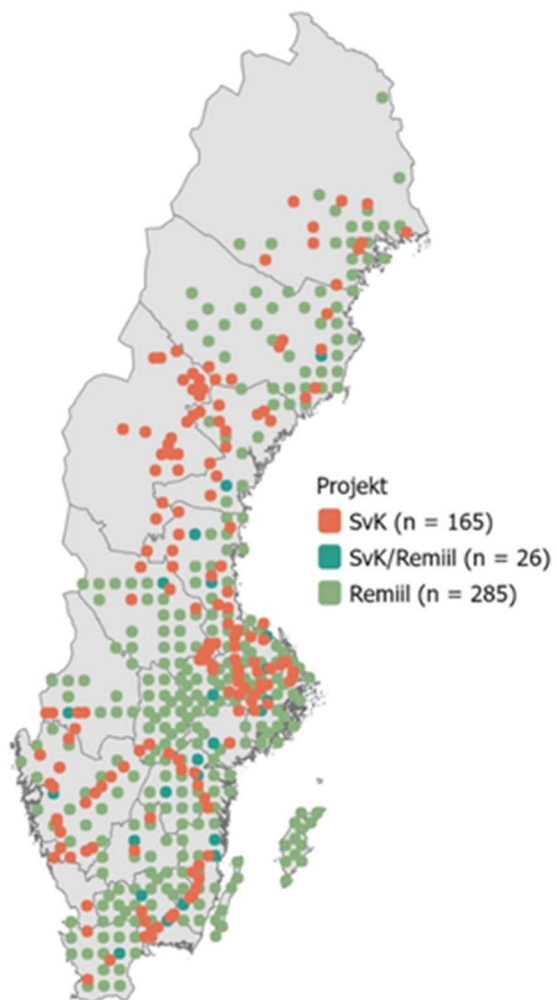 Projekt
SvK (n = 165)
SvK/Remiil (n = 26)
Remiil (n = 285)